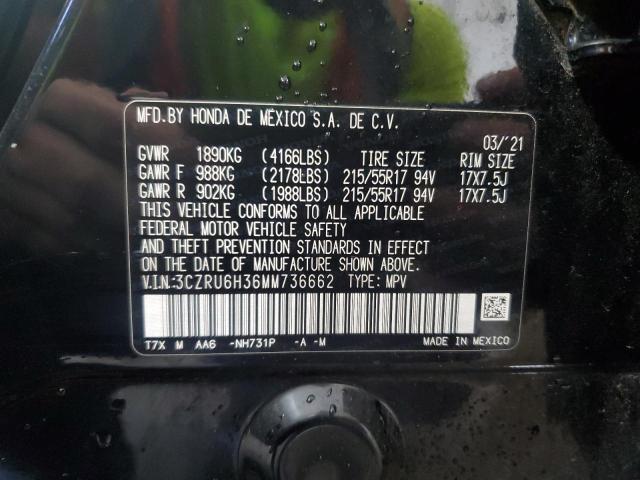 MFD.BY HONDA DE MÉXICO S.A. DE C.V.
03/'21
GVWR 1890KG (4166LBS) TIRE SIZE RIM SIZE
GAWR F 988KG (2178LBS) 215/55R17 94V 17X7.5J
GAWR R 902KG (1988LBS) 215/55R17 94V 17X7.5J
THIS VEHICLE CONFORMS TO ALL APPLICABLE
FEDERAL MOTOR VEHICLE SAFETY
AND THEFT PREVENTION STANDARDS IN EFFECT
ON THE DATE OF MANUFACTURE SHOWN ABOVE.
V.I.N.:3CZRU6H36MM736662 TYPE: MPV
T7X M AA6 -NH731P -A -M MADE IN MEXICO